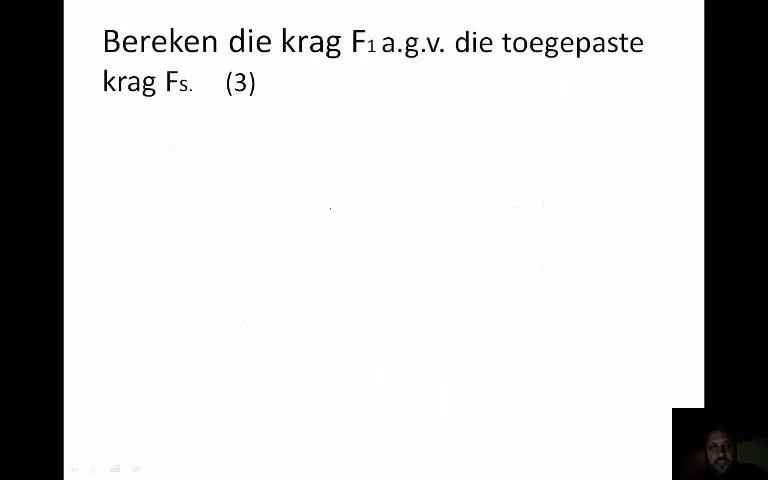 Bereken die krag F₁ a.g.v. die toegepaste
krag Fs. (3)